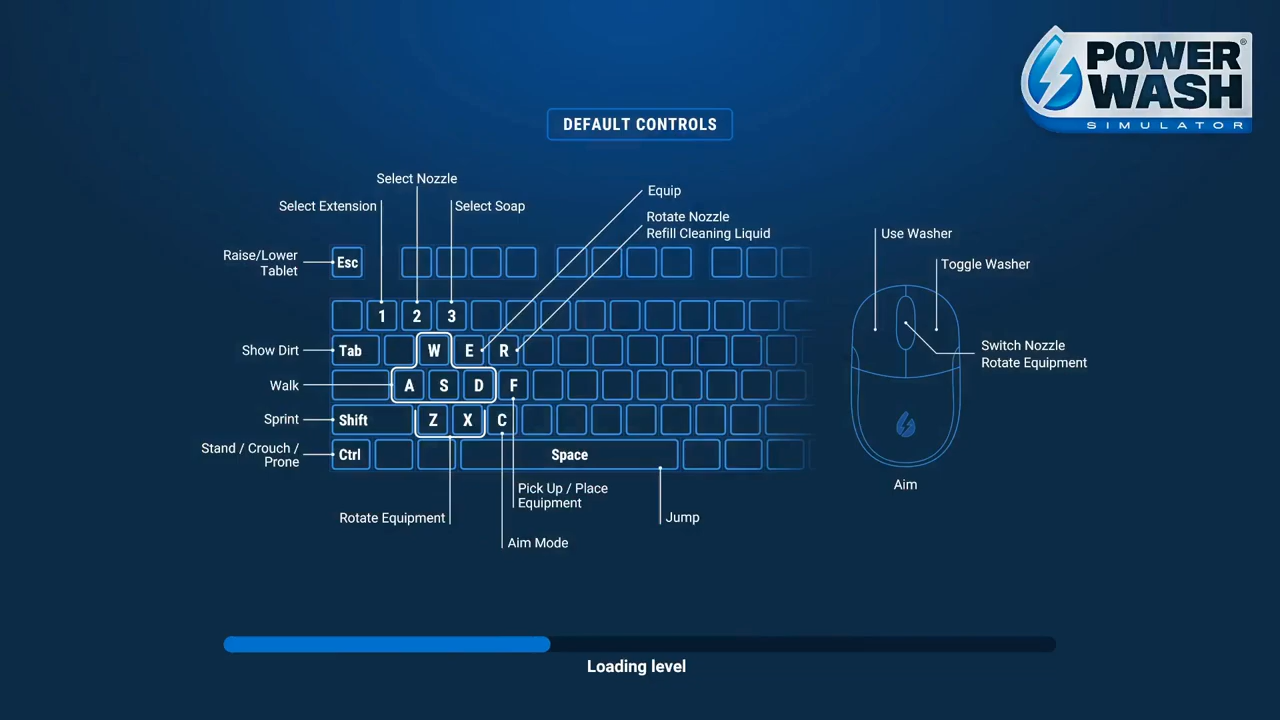 POWER
WASH
SIMULATOR
®
DEFAULT CONTROLS
Select Nozzle
Select Extension
Select Soap
Equip
Rotate Nozzle
Refill Cleaning Liquid
Raise/Lower
Tablet
Esc
1 2 3
Show Dirt
Tab W E R
Walk
A S D F
Sprint
Shift Z X C
Stand / Crouch /
Prone
Ctrl Space
Pick Up / Place
Equipment
Rotate Equipment
Jump
Aim Mode
Use Washer
Toggle Washer
Switch Nozzle
Rotate Equipment
Aim
Loading level